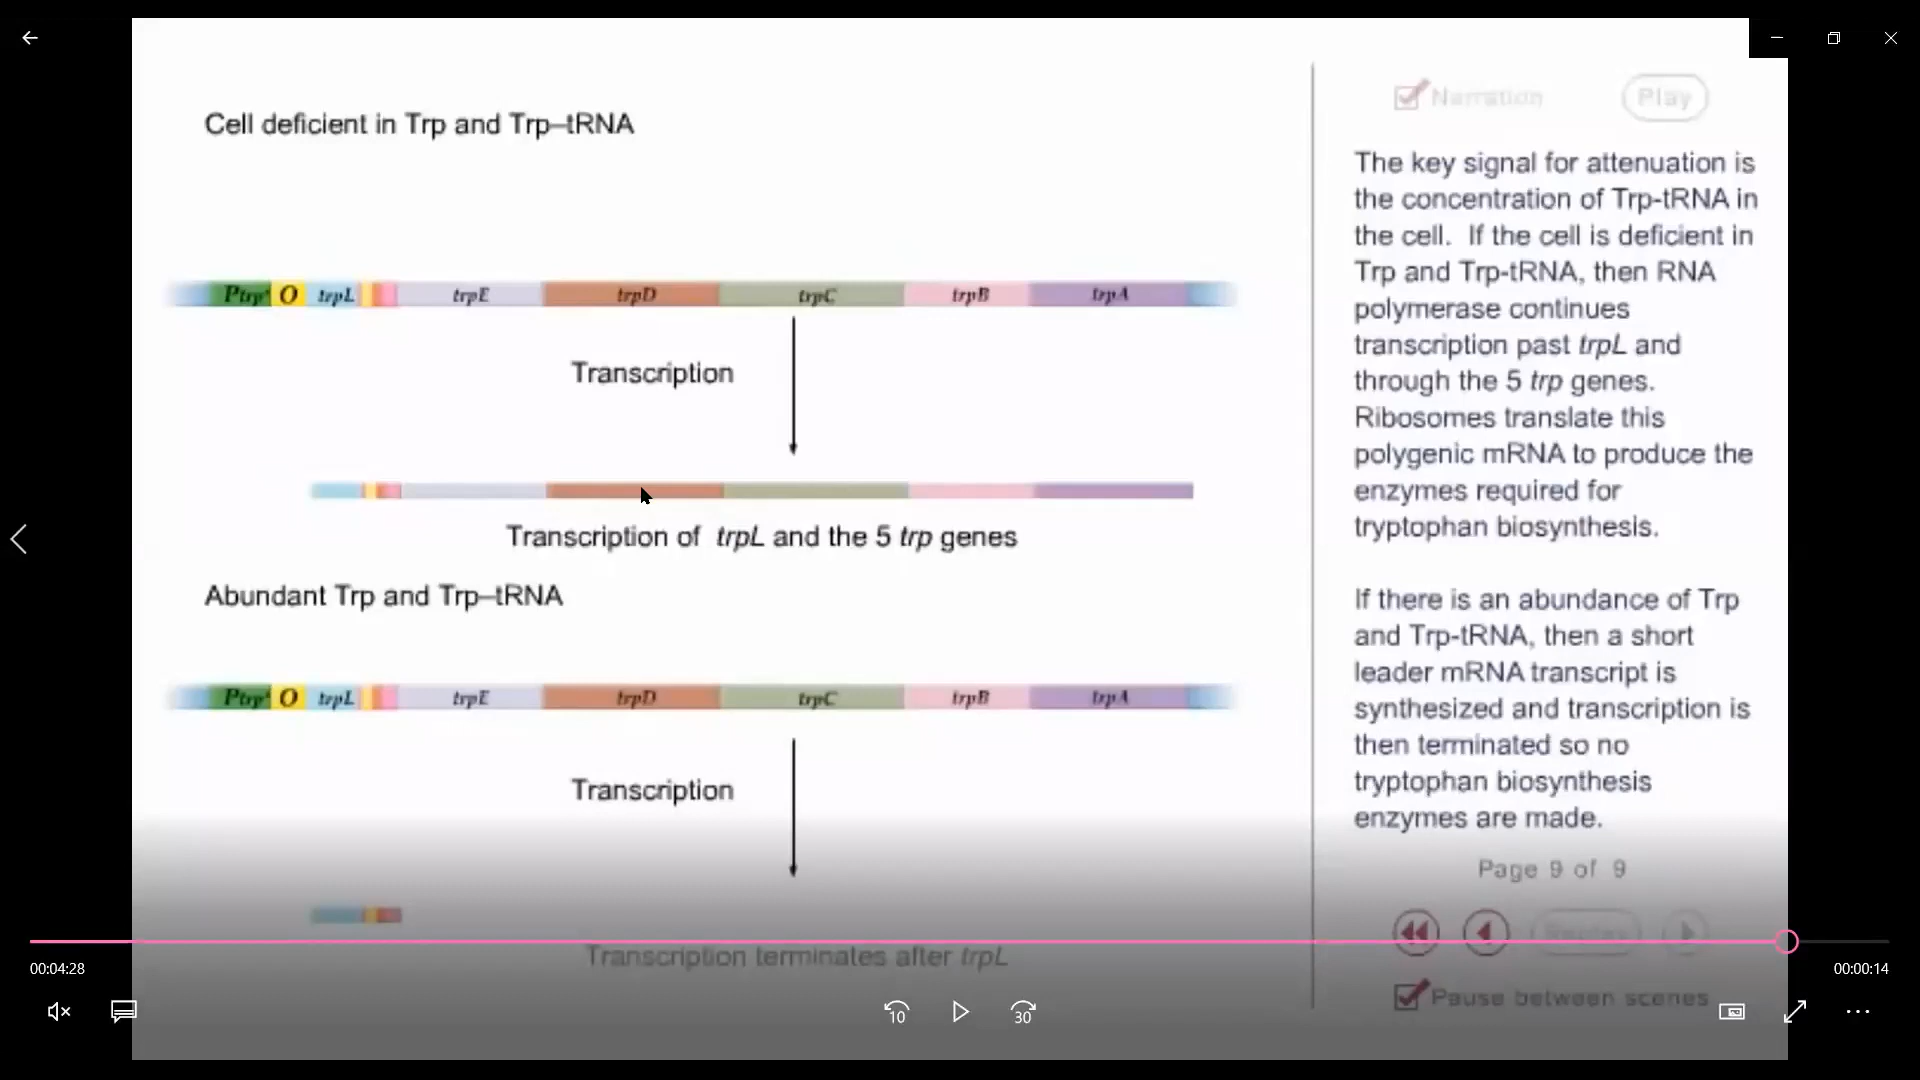 Cell deficient in Trp and Trp–tRNA
Ptrp O trpL trpE trpD trpC trpB trpA
Transcription
Transcription of trpL and the 5 trp genes
Abundant Trp and Trp–tRNA
Ptrp O trpL trpE trpD trpC trpB trpA
Transcription
Transcription terminates after trpL
Narration Play
The key signal for attenuation is
the concentration of Trp-tRNA in
the cell. If the cell is deficient in
Trp and Trp-tRNA, then RNA
polymerase continues
transcription past trpL and
through the 5 trp genes.
Ribosomes translate this
polygenic mRNA to produce the
enzymes required for
tryptophan biosynthesis.
If there is an abundance of Trp
and Trp-tRNA, then a short
leader mRNA transcript is
synthesized and transcription is
then terminated so no
tryptophan biosynthesis
enzymes are made.
Page 9 of 9
Pause between scenes
00:04:28 00:00:14
10 30